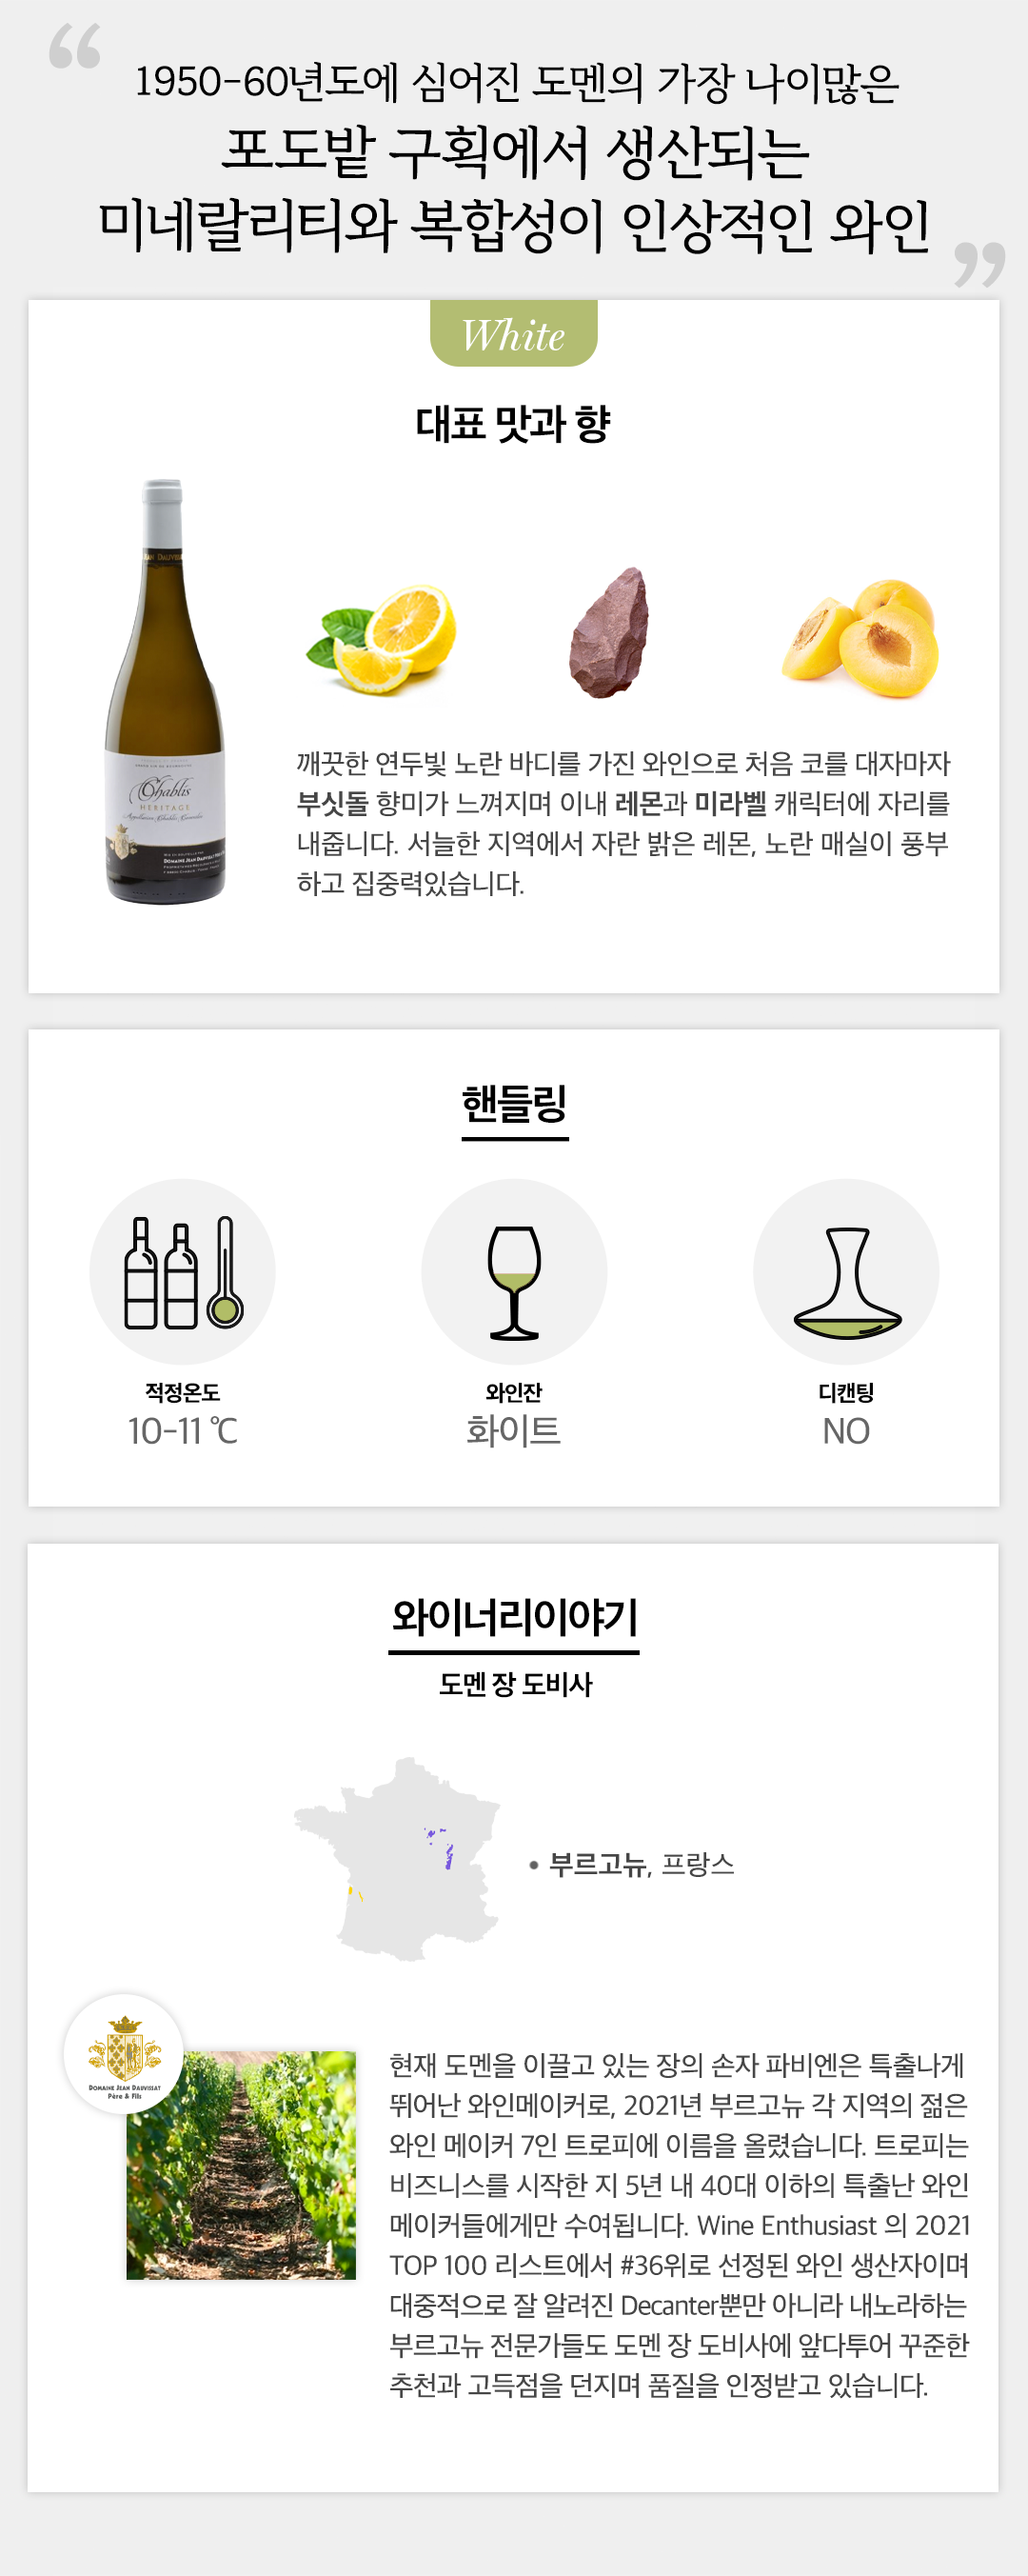 “
1950-60년도에 심어진 도멘의 가장 나이많은
포도밭 구획에서 생산되는
미네랄리티와 복합성이 인상적인 와인
”
White
대표 맛과 향
JEAN DAUVISSAT
Chablis
HERITAGE
Appellation Chablis Controlée
DOMAINE JEAN DAUVISSAT
깨끗한 연두빛 노란 바디를 가진 와인으로 처음 코를 대자마자
부싯돌 향미가 느껴지며 이내 레몬과 미라벨 캐릭터에 자리를
내줍니다. 서늘한 지역에서 자란 밝은 레몬, 노란 매실이 풍부
하고 집중력있습니다.
핸들링
적정온도
10-11 ℃
와인잔
화이트
디캔팅
NO
와이너리이야기
도멘 장 도비사
• 부르고뉴, 프랑스
DOMAINE JEAN DAUVISSAT
Père & Fils
현재 도멘을 이끌고 있는 장의 손자 파비엔은 특출나게
뛰어난 와인메이커로, 2021년 부르고뉴 각 지역의 젊은
와인 메이커 7인 트로피에 이름을 올렸습니다. 트로피는
비즈니스를 시작한 지 5년 내 40대 이하의 특출난 와인
메이커들에게만 수여됩니다. Wine Enthusiast 의 2021
TOP 100 리스트에서 #36위로 선정된 와인 생산자이며
대중적으로 잘 알려진 Decanter뿐만 아니라 내노라하는
부르고뉴 전문가들도 도멘 장 도비사에 앞다투어 꾸준한
추천과 고득점을 던지며 품질을 인정받고 있습니다.